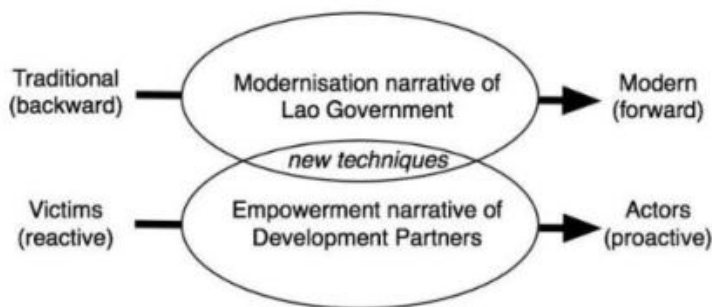 Traditional
(backward)
Modernisation narrative of
Lao Government
Modern
(forward)
new techniques
Victims
(reactive)
Empowerment narrative of
Development Partners
Actors
(proactive)